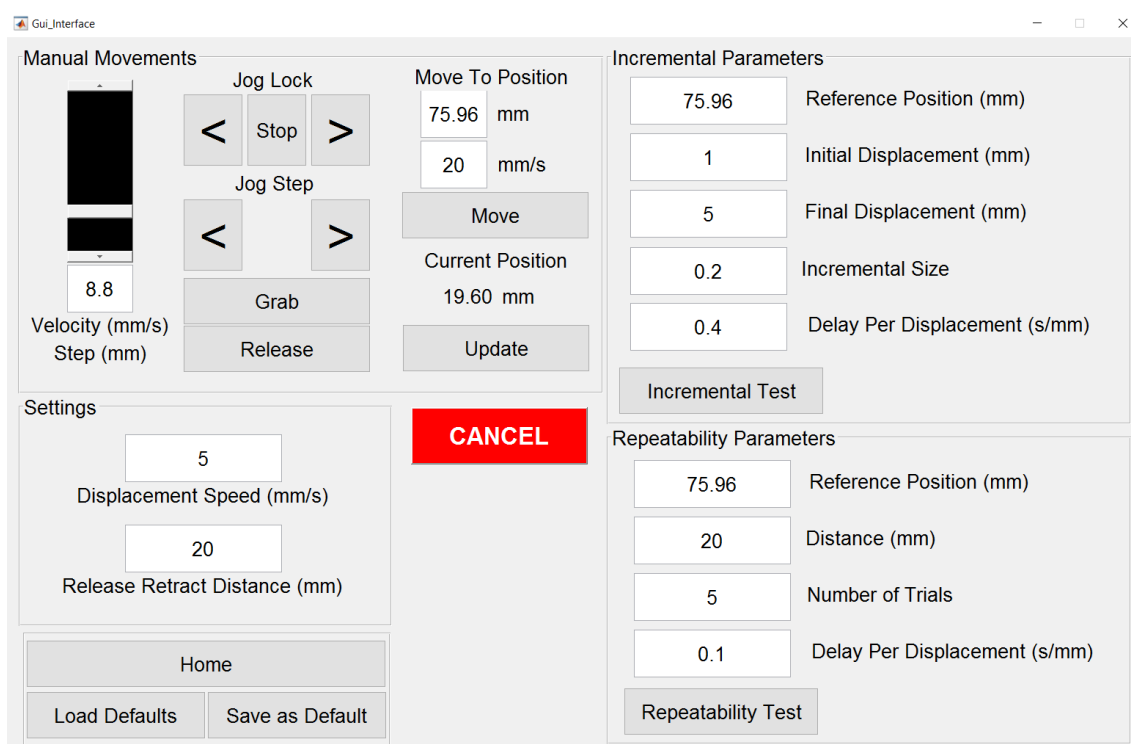 Gui_Interface
Manual Movements
Jog Lock
<
Stop
>
Jog Step
<
>
8.8
Velocity (mm/s)
Step (mm)
Grab
Release
Move To Position
75.96 mm
20 mm/s
Move
Current Position
19.60 mm
Update
Settings
5
Displacement Speed (mm/s)
20
Release Retract Distance (mm)
Home
Load Defaults
Save as Default
CANCEL
Incremental Parameters
75.96 Reference Position (mm)
1 Initial Displacement (mm)
5 Final Displacement (mm)
0.2 Incremental Size
0.4 Delay Per Displacement (s/mm)
Incremental Test
Repeatability Parameters
75.96 Reference Position (mm)
20 Distance (mm)
5 Number of Trials
0.1 Delay Per Displacement (s/mm)
Repeatability Test